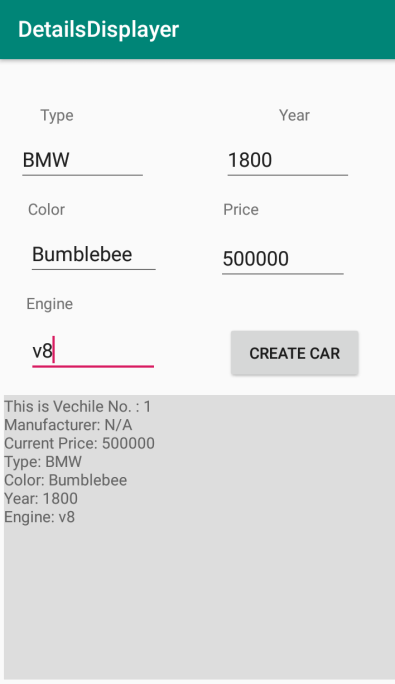 DetailsDisplayer
Type Year
BMW 1800
Color Price
Bumblebee 500000
Engine
v8 CREATE CAR
This is Vechile No. : 1
Manufacturer: N/A
Current Price: 500000
Type: BMW
Color: Bumblebee
Year: 1800
Engine: v8